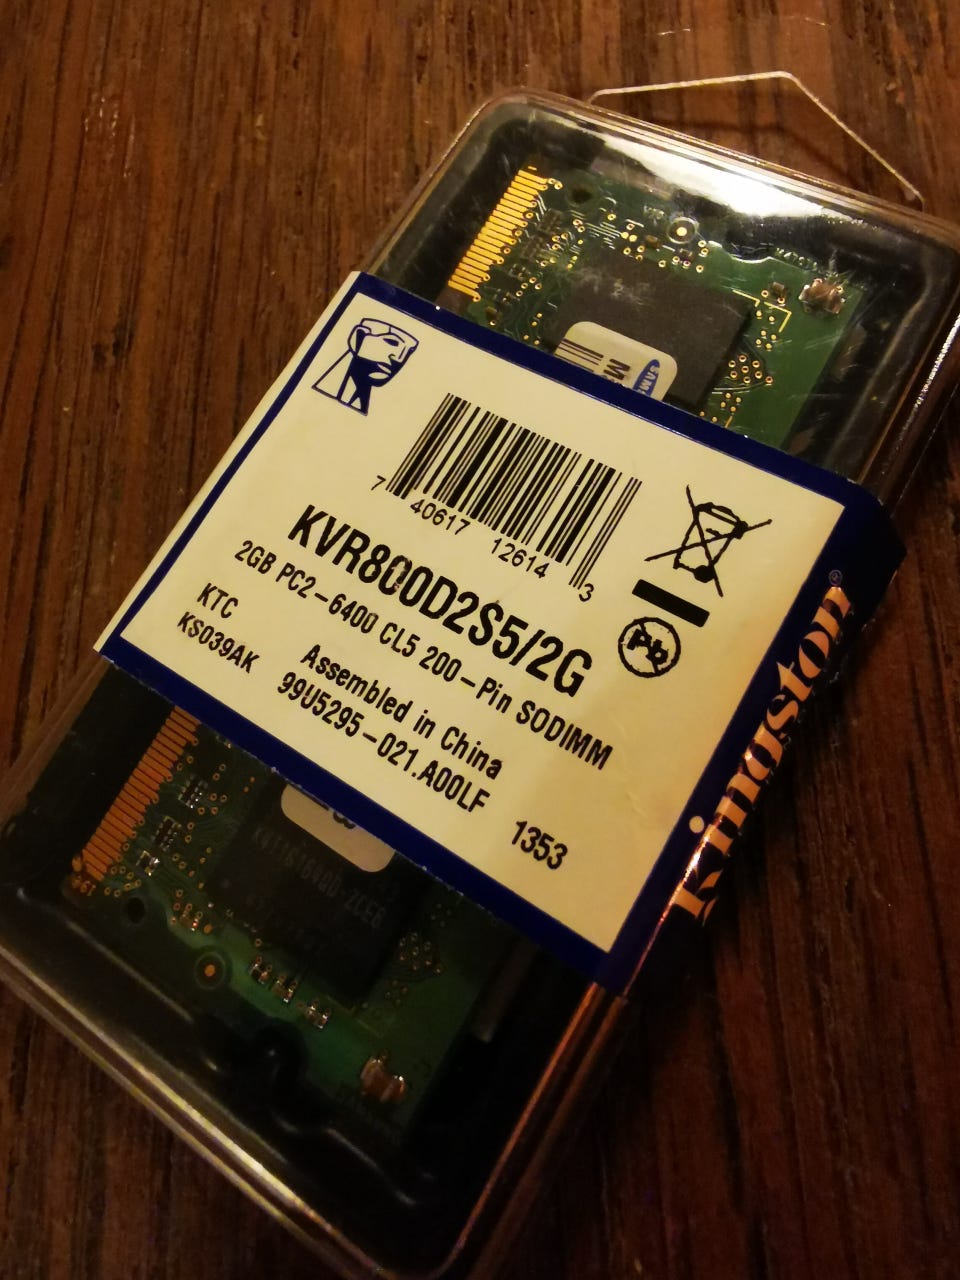 SAMS
7 40617 12614 3
KVR800D2S5/2G
2GB PC2-6400 CL5 200-Pin SODIMM
KTC
KS039AK
Assembled in China
99U5295-021.A00LF
1353
Pb
Kingston®